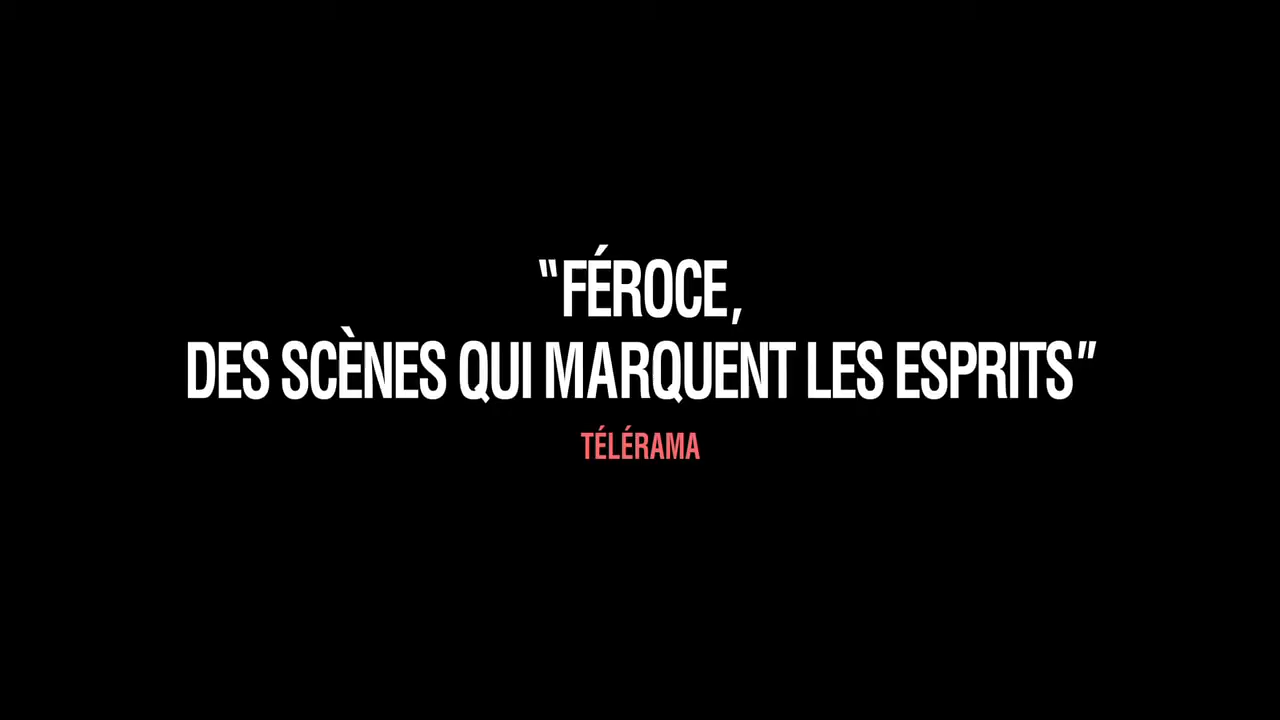 “FÉROCE,
DES SCÈNES QUI MARQUENT LES ESPRITS”
TÉLÉRAMA